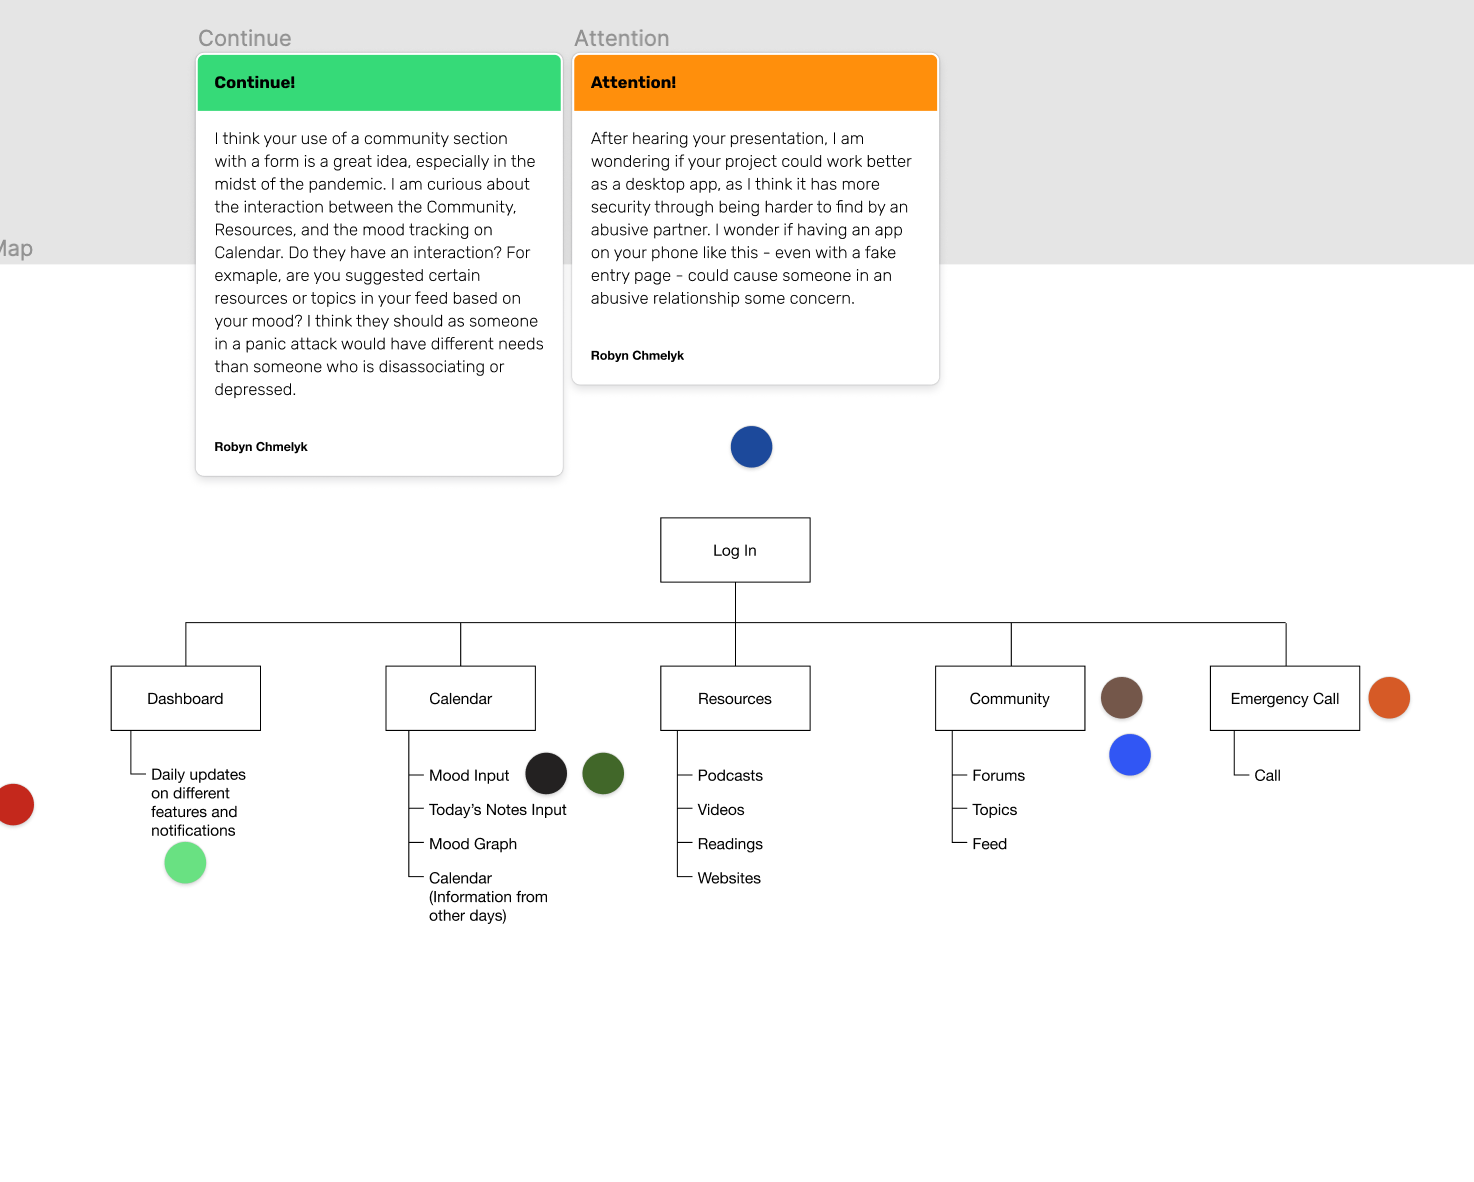 Continue
Continue!
I think your use of a community section
with a form is a great idea, especially in the
midst of the pandemic. I am curious about
the interaction between the Community,
Resources, and the mood tracking on
Calendar. Do they have an interaction? For
exmaple, are you suggested certain
resources or topics in your feed based on
your mood? I think they should as someone
in a panic attack would have different needs
than someone who is disassociating or
depressed.
Robyn Chmelyk
Attention
Attention!
After hearing your presentation, I am
wondering if your project could work better
as a desktop app, as I think it has more
security through being harder to find by an
abusive partner. I wonder if having an app
on your phone like this - even with a fake
entry page - could cause someone in an
abusive relationship some concern.
Robyn Chmelyk
Map
Log In
Dashboard
Daily updates
on different
features and
notifications
Calendar
Mood Input
Today's Notes Input
Mood Graph
Calendar
(Information from
other days)
Resources
Podcasts
Videos
Readings
Websites
Community
Forums
Topics
Feed
Emergency Call
Call